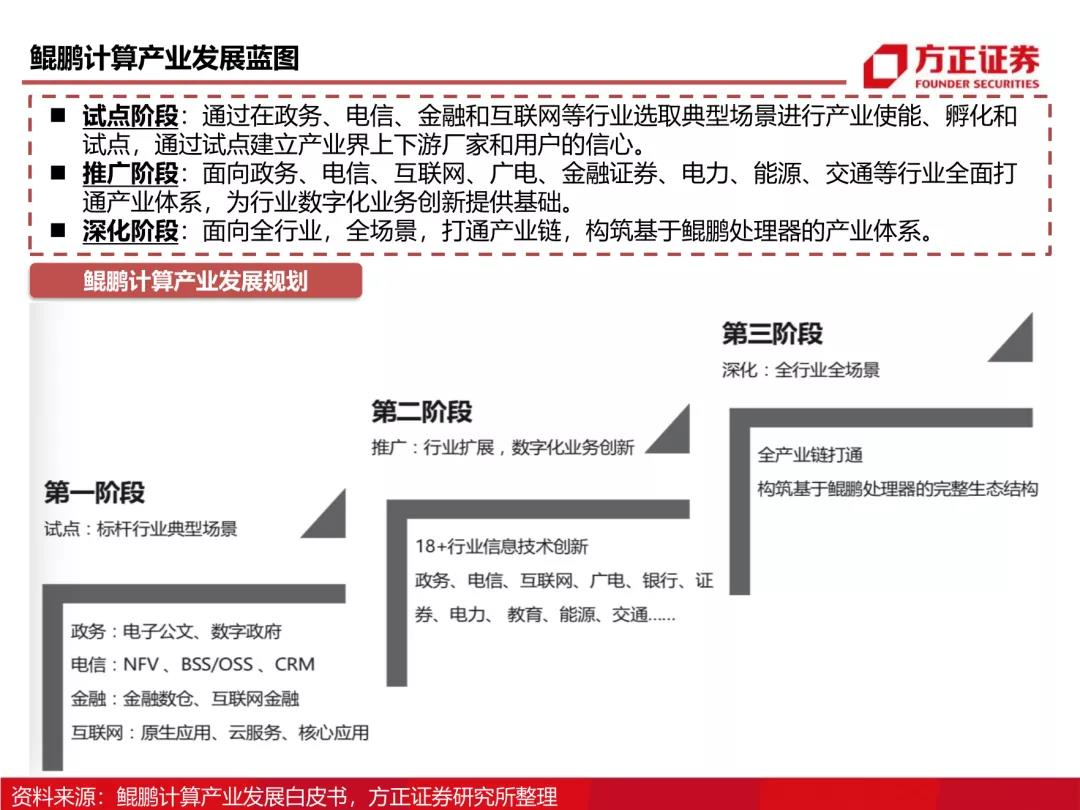 鲲鹏计算产业发展蓝图
方正证券
FOUNDER SECURITIES
■ 试点阶段：通过在政务、电信、金融和互联网等行业选取典型场景进行产业使能、孵化和
试点，通过试点建立产业界上下游厂家和用户的信心。
■ 推广阶段：面向政务、电信、互联网、广电、金融证券、电力、能源、交通等行业全面打
通产业体系，为行业数字化业务创新提供基础。
■ 深化阶段：面向全行业，全场景，打通产业链，构筑基于鲲鹏处理器的产业体系。
鲲鹏计算产业发展规划
第一阶段
试点：标杆行业典型场景
政务：电子公文、数字政府
电信：NFV 、BSS/OSS 、CRM
金融：金融数仓、互联网金融
互联网：原生应用、云服务、核心应用
第二阶段
推广：行业扩展，数字化业务创新
18+行业信息技术创新
政务、电信、互联网、广电、银行、证
券、电力、 教育、能源、交通......
第三阶段
深化：全行业全场景
全产业链打通
构筑基于鲲鹏处理器的完整生态结构
资料来源：鲲鹏计算产业发展白皮书，方正证券研究所整理